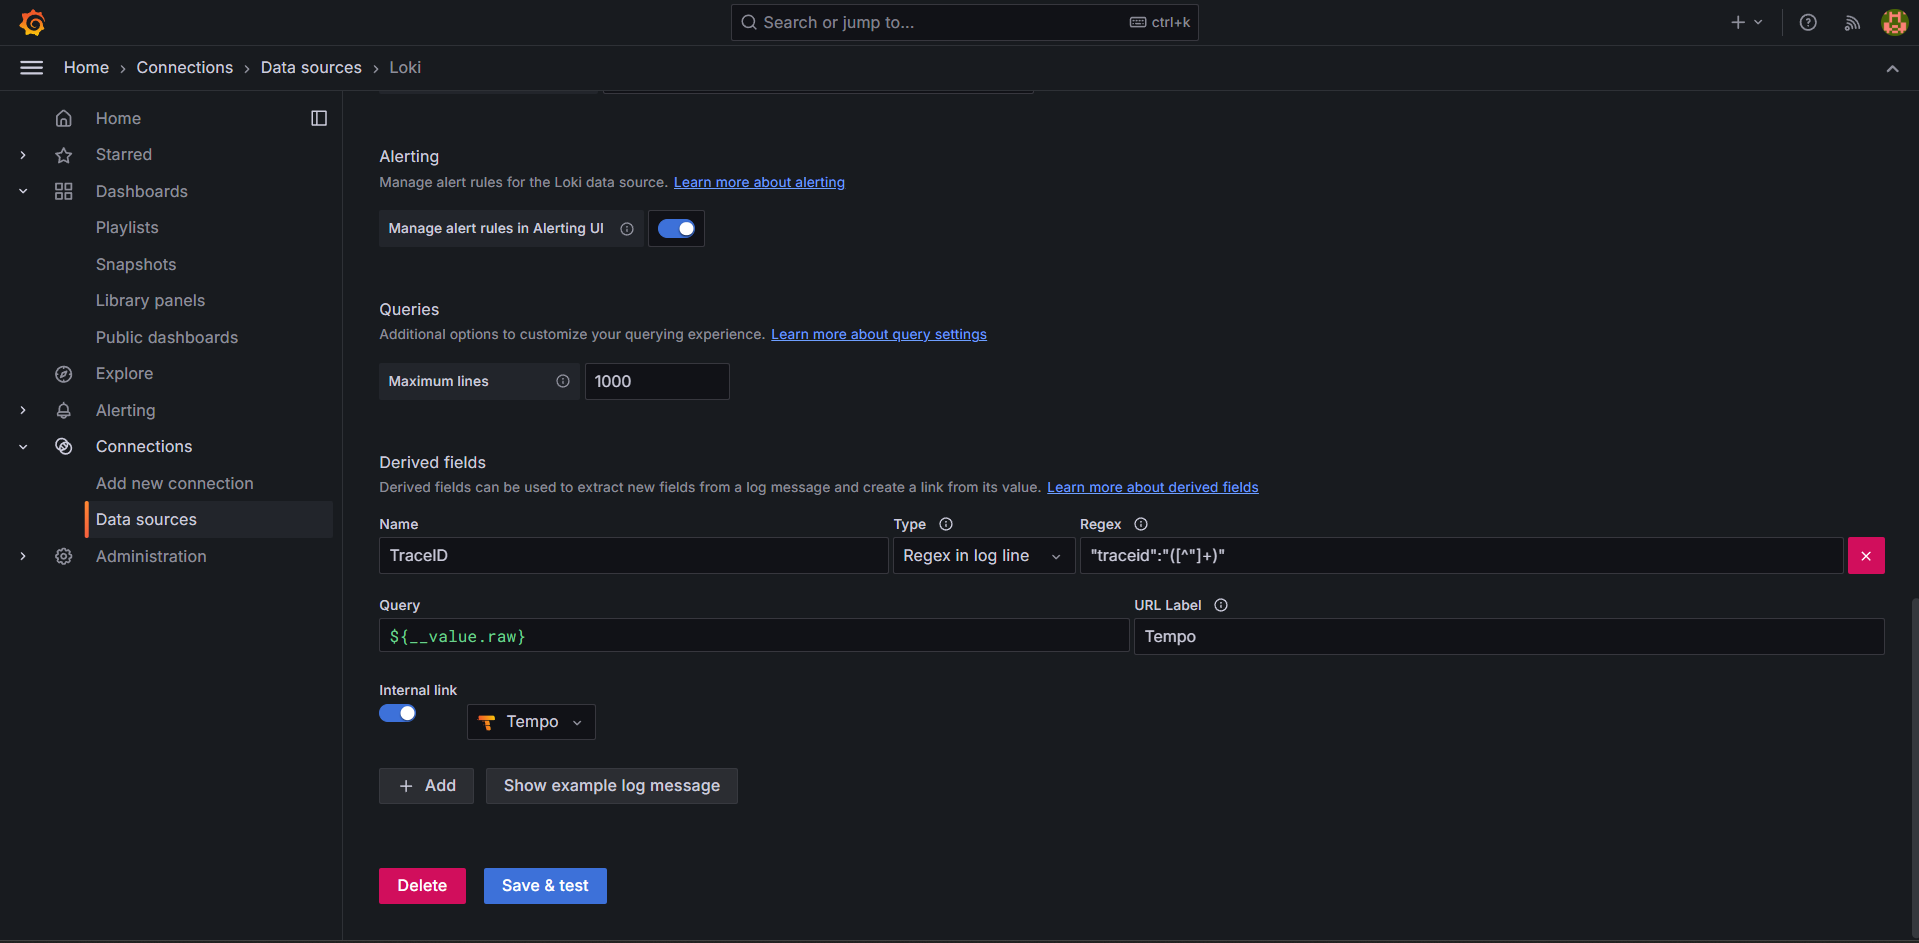 Search or jump to...
ctrl+k
Home › Connections › Data sources › Loki
Home
Starred
Dashboards
Playlists
Snapshots
Library panels
Public dashboards
Explore
Alerting
Connections
Add new connection
Data sources
Administration
Alerting
Manage alert rules for the Loki data source. Learn more about alerting
Manage alert rules in Alerting UI
Queries
Additional options to customize your querying experience. Learn more about query settings
Maximum lines
1000
Derived fields
Derived fields can be used to extract new fields from a log message and create a link from its value. Learn more about derived fields
Name
Type
Regex
TraceID
Regex in log line
"traceid":"([^"]+)"
Query
URL Label
${__value.raw}
Tempo
Internal link
Tempo
+ Add
Show example log message
Delete
Save & test